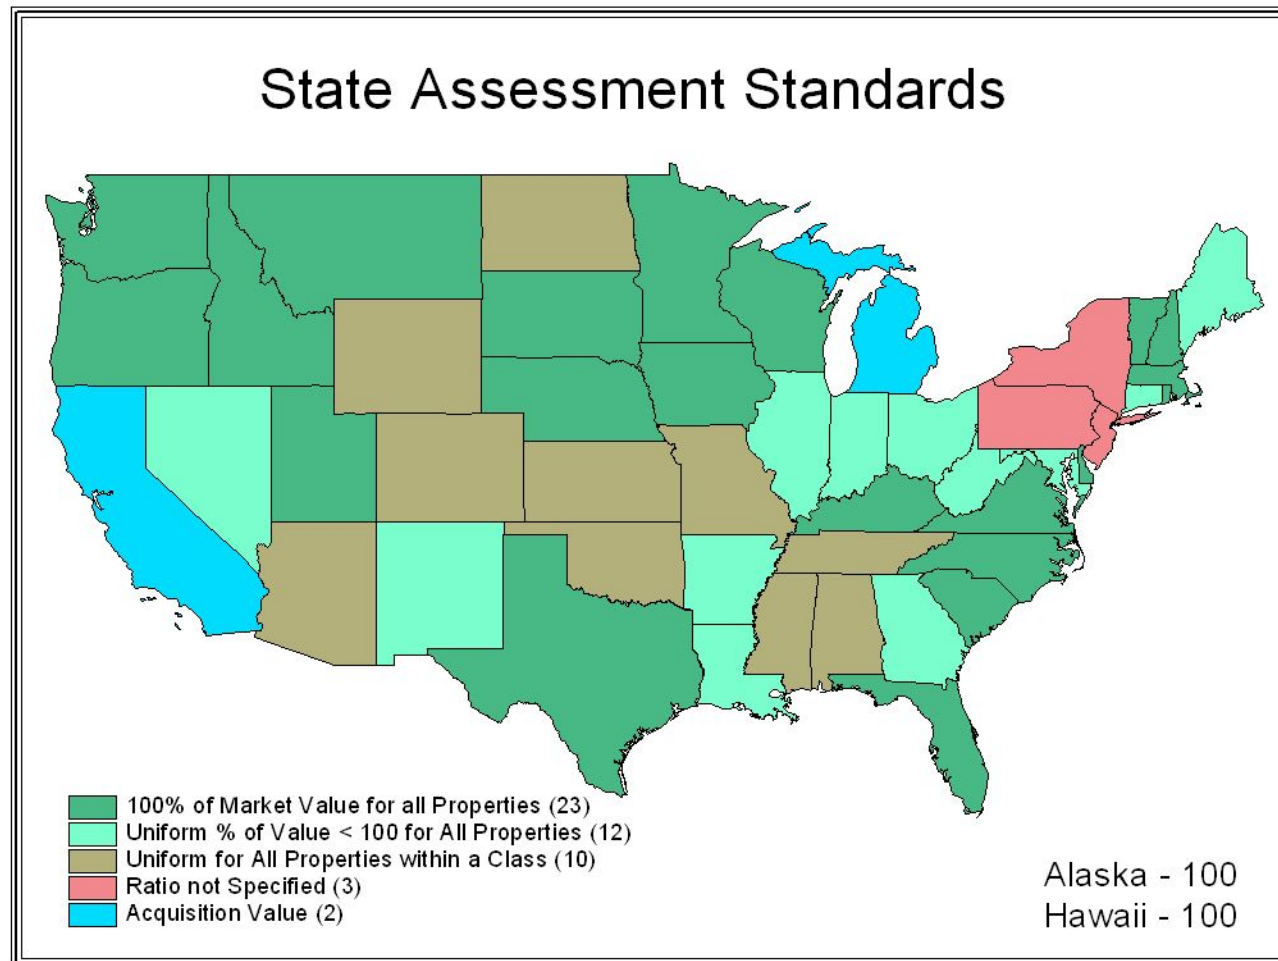 State Assessment Standards
100% of Market Value for all Properties (23)
Uniform % of Value < 100 for All Properties (12)
Uniform for All Properties within a Class (10)
Ratio not Specified (3)
Acquisition Value (2)
Alaska - 100
Hawaii - 100